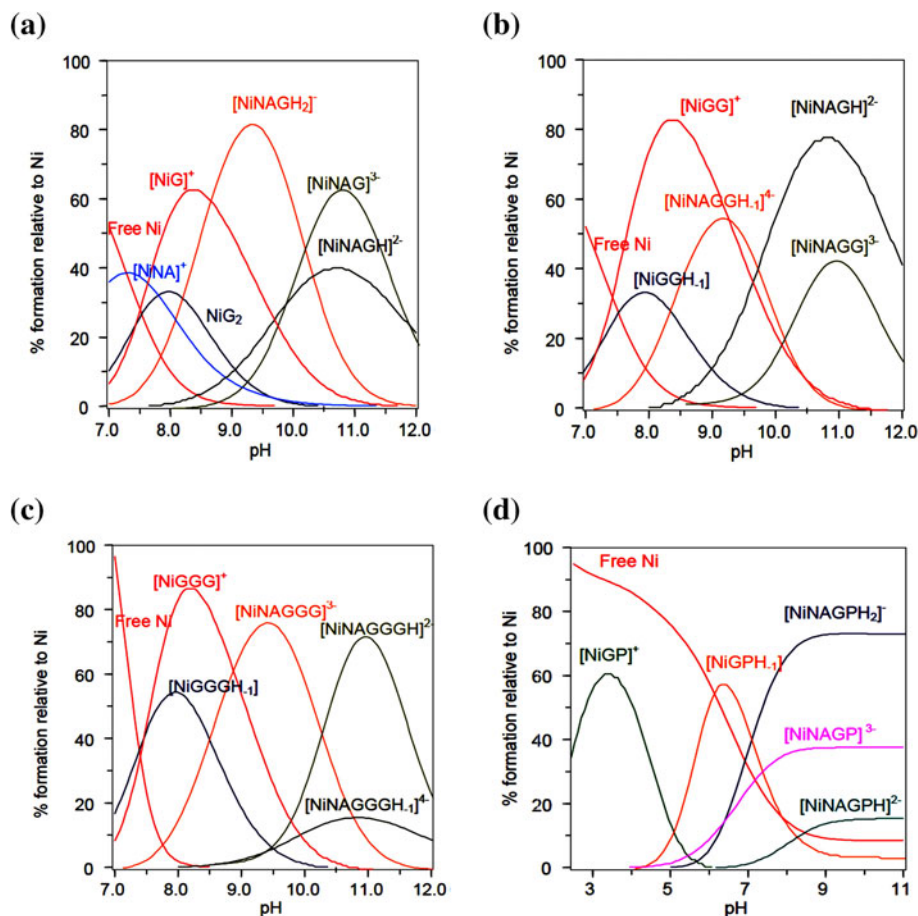 (a)
% formation relative to Ni
100
80
60
40
20
0
[NiNAGH₂]⁻
[NiG]⁺
[NiNAG]³⁻
Free Ni
[NiNA]⁺
[NiNAGH]²⁻
NiG₂
7.0 8.0 9.0 10.0 11.0 12.0
pH
(b)
% formation relative to Ni
100
80
60
40
20
0
[NiGG]⁺
[NiNAGH]²⁻
[NiNAGGH₋₁]⁴⁻
Free Ni
[NiGGH₋₁]
[NiNAGG]³⁻
7.0 8.0 9.0 10.0 11.0 12.0
pH
(c)
% formation relative to Ni
100
80
60
40
20
0
[NiGGG]⁺
Free Ni
[NiNAGGG]³⁻
[NiNAGGGH]²⁻
[NiGGGH₋₁]
[NiNAGGGH₋₁]⁴⁻
7.0 8.0 9.0 10.0 11.0 12.0
pH
(d)
% formation relative to Ni
100
80
60
40
20
0
Free Ni
[NiNAGPH₂]⁻
[NiGP]⁺
[NiGPH₋₁]
[NiNAGP]³⁻
[NiNAGPH]²⁻
3 5 7 9 11
pH